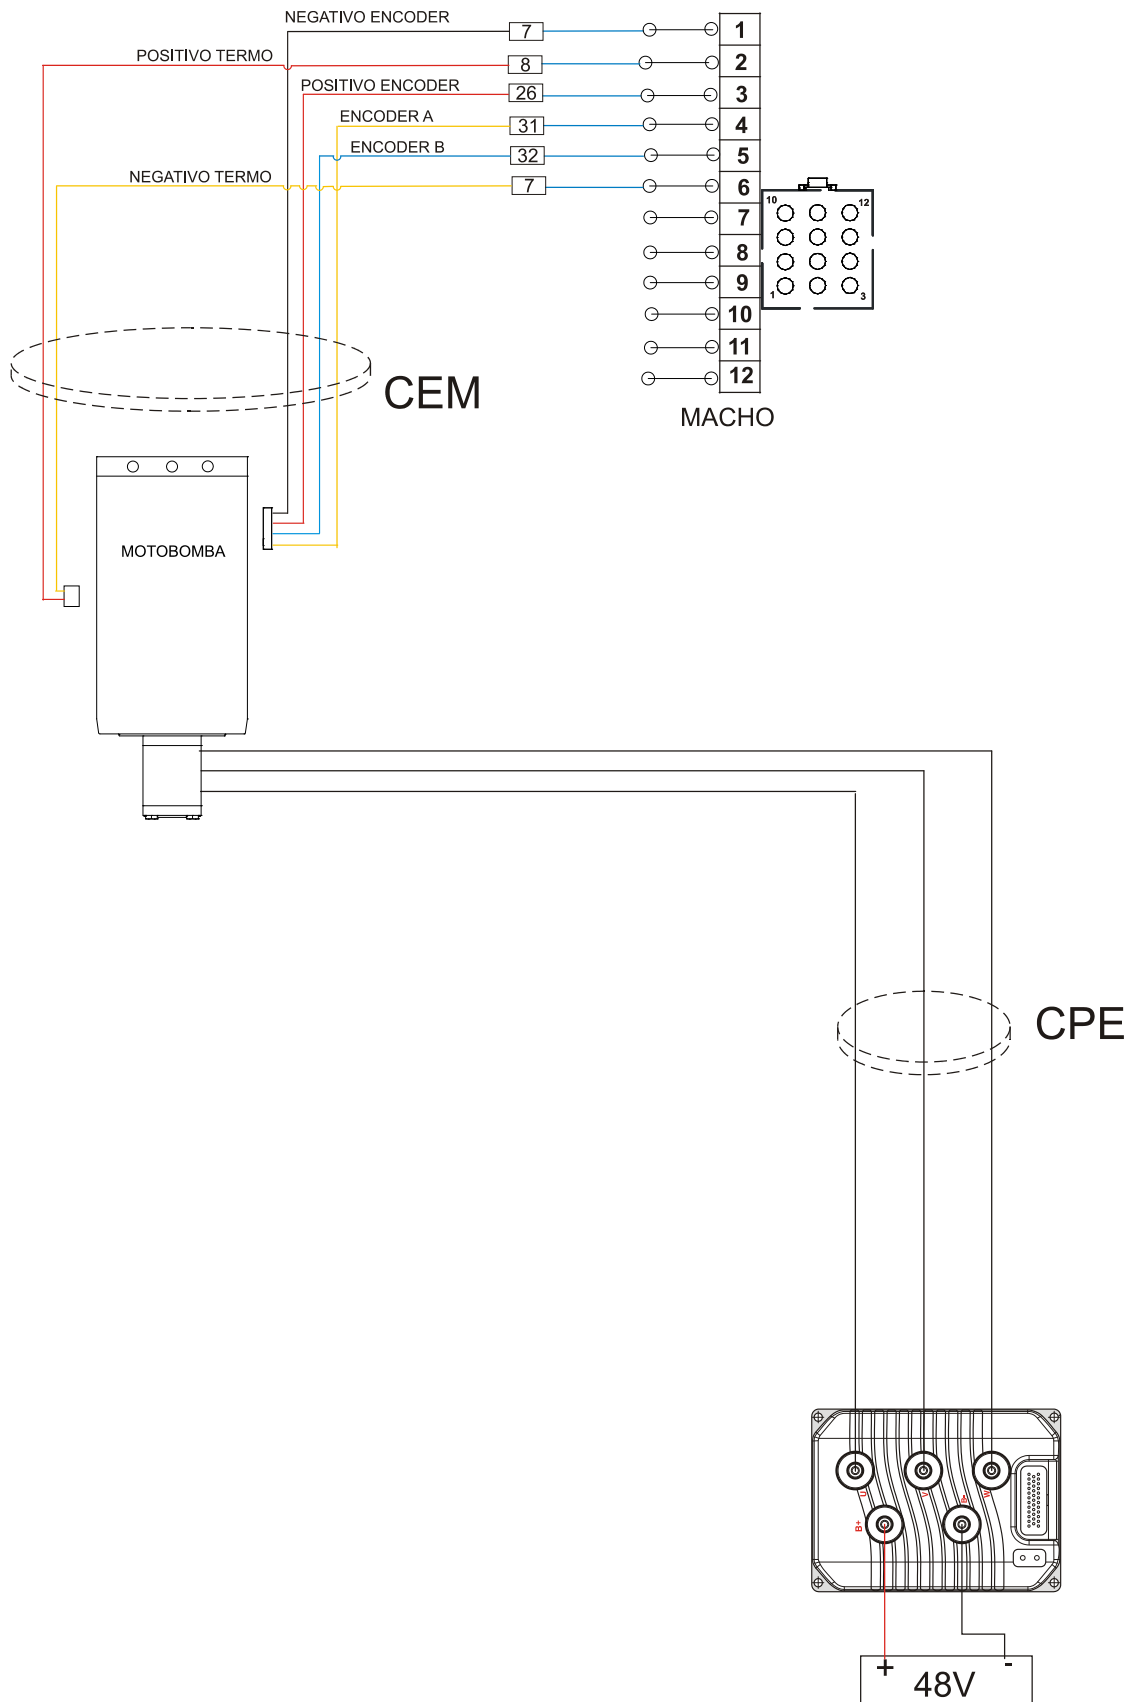 NEGATIVO ENCODER 7 1
POSITIVO TERMO 8 2
POSITIVO ENCODER 26 3
ENCODER A 31 4
ENCODER B 32 5
NEGATIVO TERMO 7 6
10 12
7
8
9
1 3
10
11
12
CEM
MACHO
MOTOBOMBA
CPE
U V W
B+ B-
+ -
48V